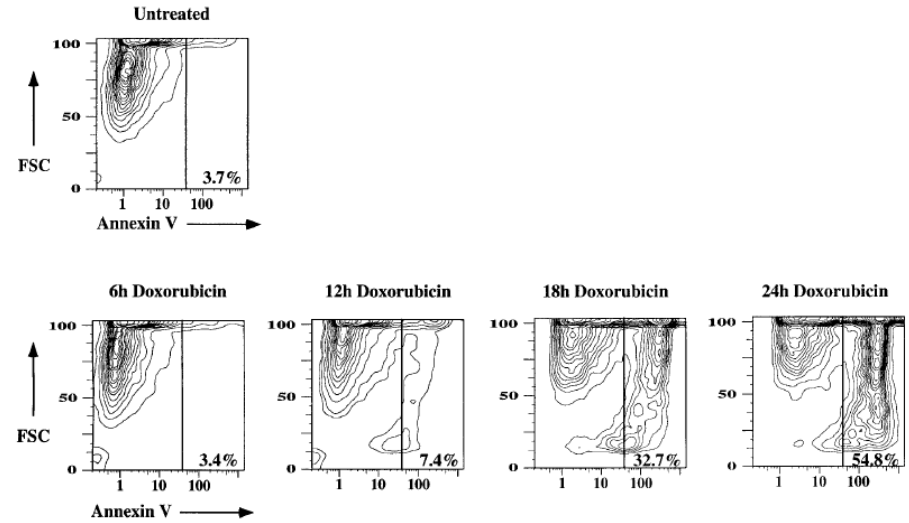 Untreated
100
50
0
FSC
3.7%
1 10 100
Annexin V
6h Doxorubicin
12h Doxorubicin
18h Doxorubicin
24h Doxorubicin
100
50
0
FSC
3.4%
1 10 100
100
50
0
7.4%
1 10 100
100
50
0
32.7%
1 10 100
100
50
0
54.8%
1 10 100
Annexin V